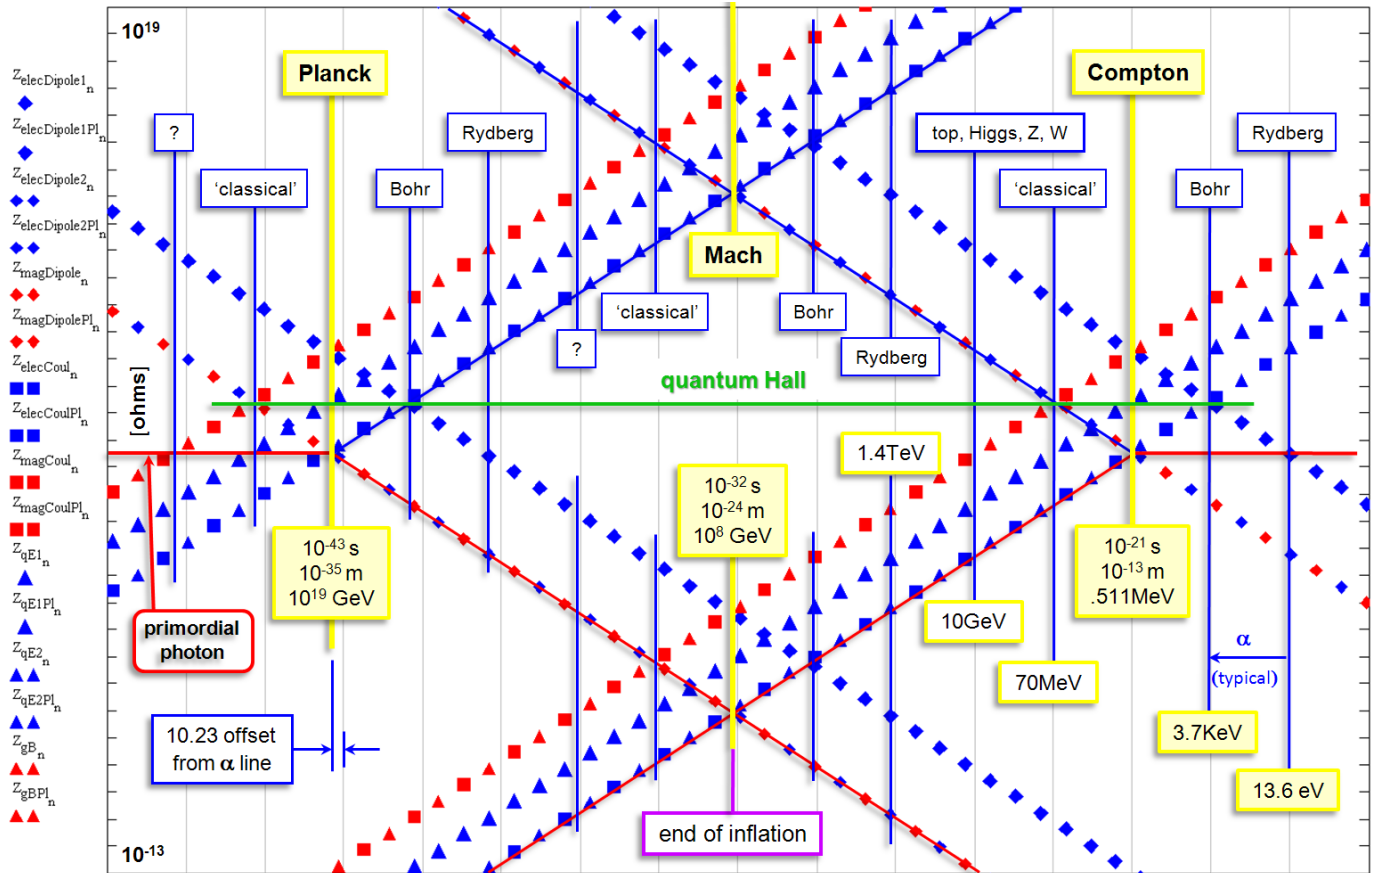 10¹⁹
Planck
Compton
Z_elecDipole1_n
Z_elecDipole1Pl_n
Z_elecDipole2_n
Z_elecDipole2Pl_n
Z_magDipole_n
Z_magDipolePl_n
Z_elecCoul_n
Z_elecCoulPl_n
Z_magCoul_n
Z_magCoulPl_n
Z_qE1_n
Z_qE1Pl_n
Z_qE2_n
Z_qE2Pl_n
Z_gB_n
Z_gBPl_n
?
Rydberg
top, Higgs, Z, W
Rydberg
'classical'
Bohr
'classical'
Bohr
Mach
'classical'
Bohr
?
Rydberg
quantum Hall
[ohms]
1.4TeV
10⁻³² s
10⁻²⁴ m
10⁸ GeV
10⁻⁴³ s
10⁻³⁵ m
10¹⁹ GeV
10⁻²¹ s
10⁻¹³ m
.511MeV
primordial
photon
10GeV
α
(typical)
70MeV
10.23 offset
from α line
3.7KeV
13.6 eV
end of inflation
10⁻¹³